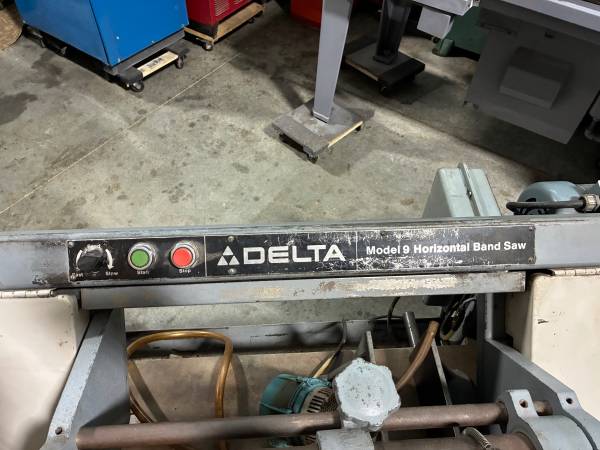 Fast Slow
Start
Stop
DELTA
Model 9 Horizontal Band Saw